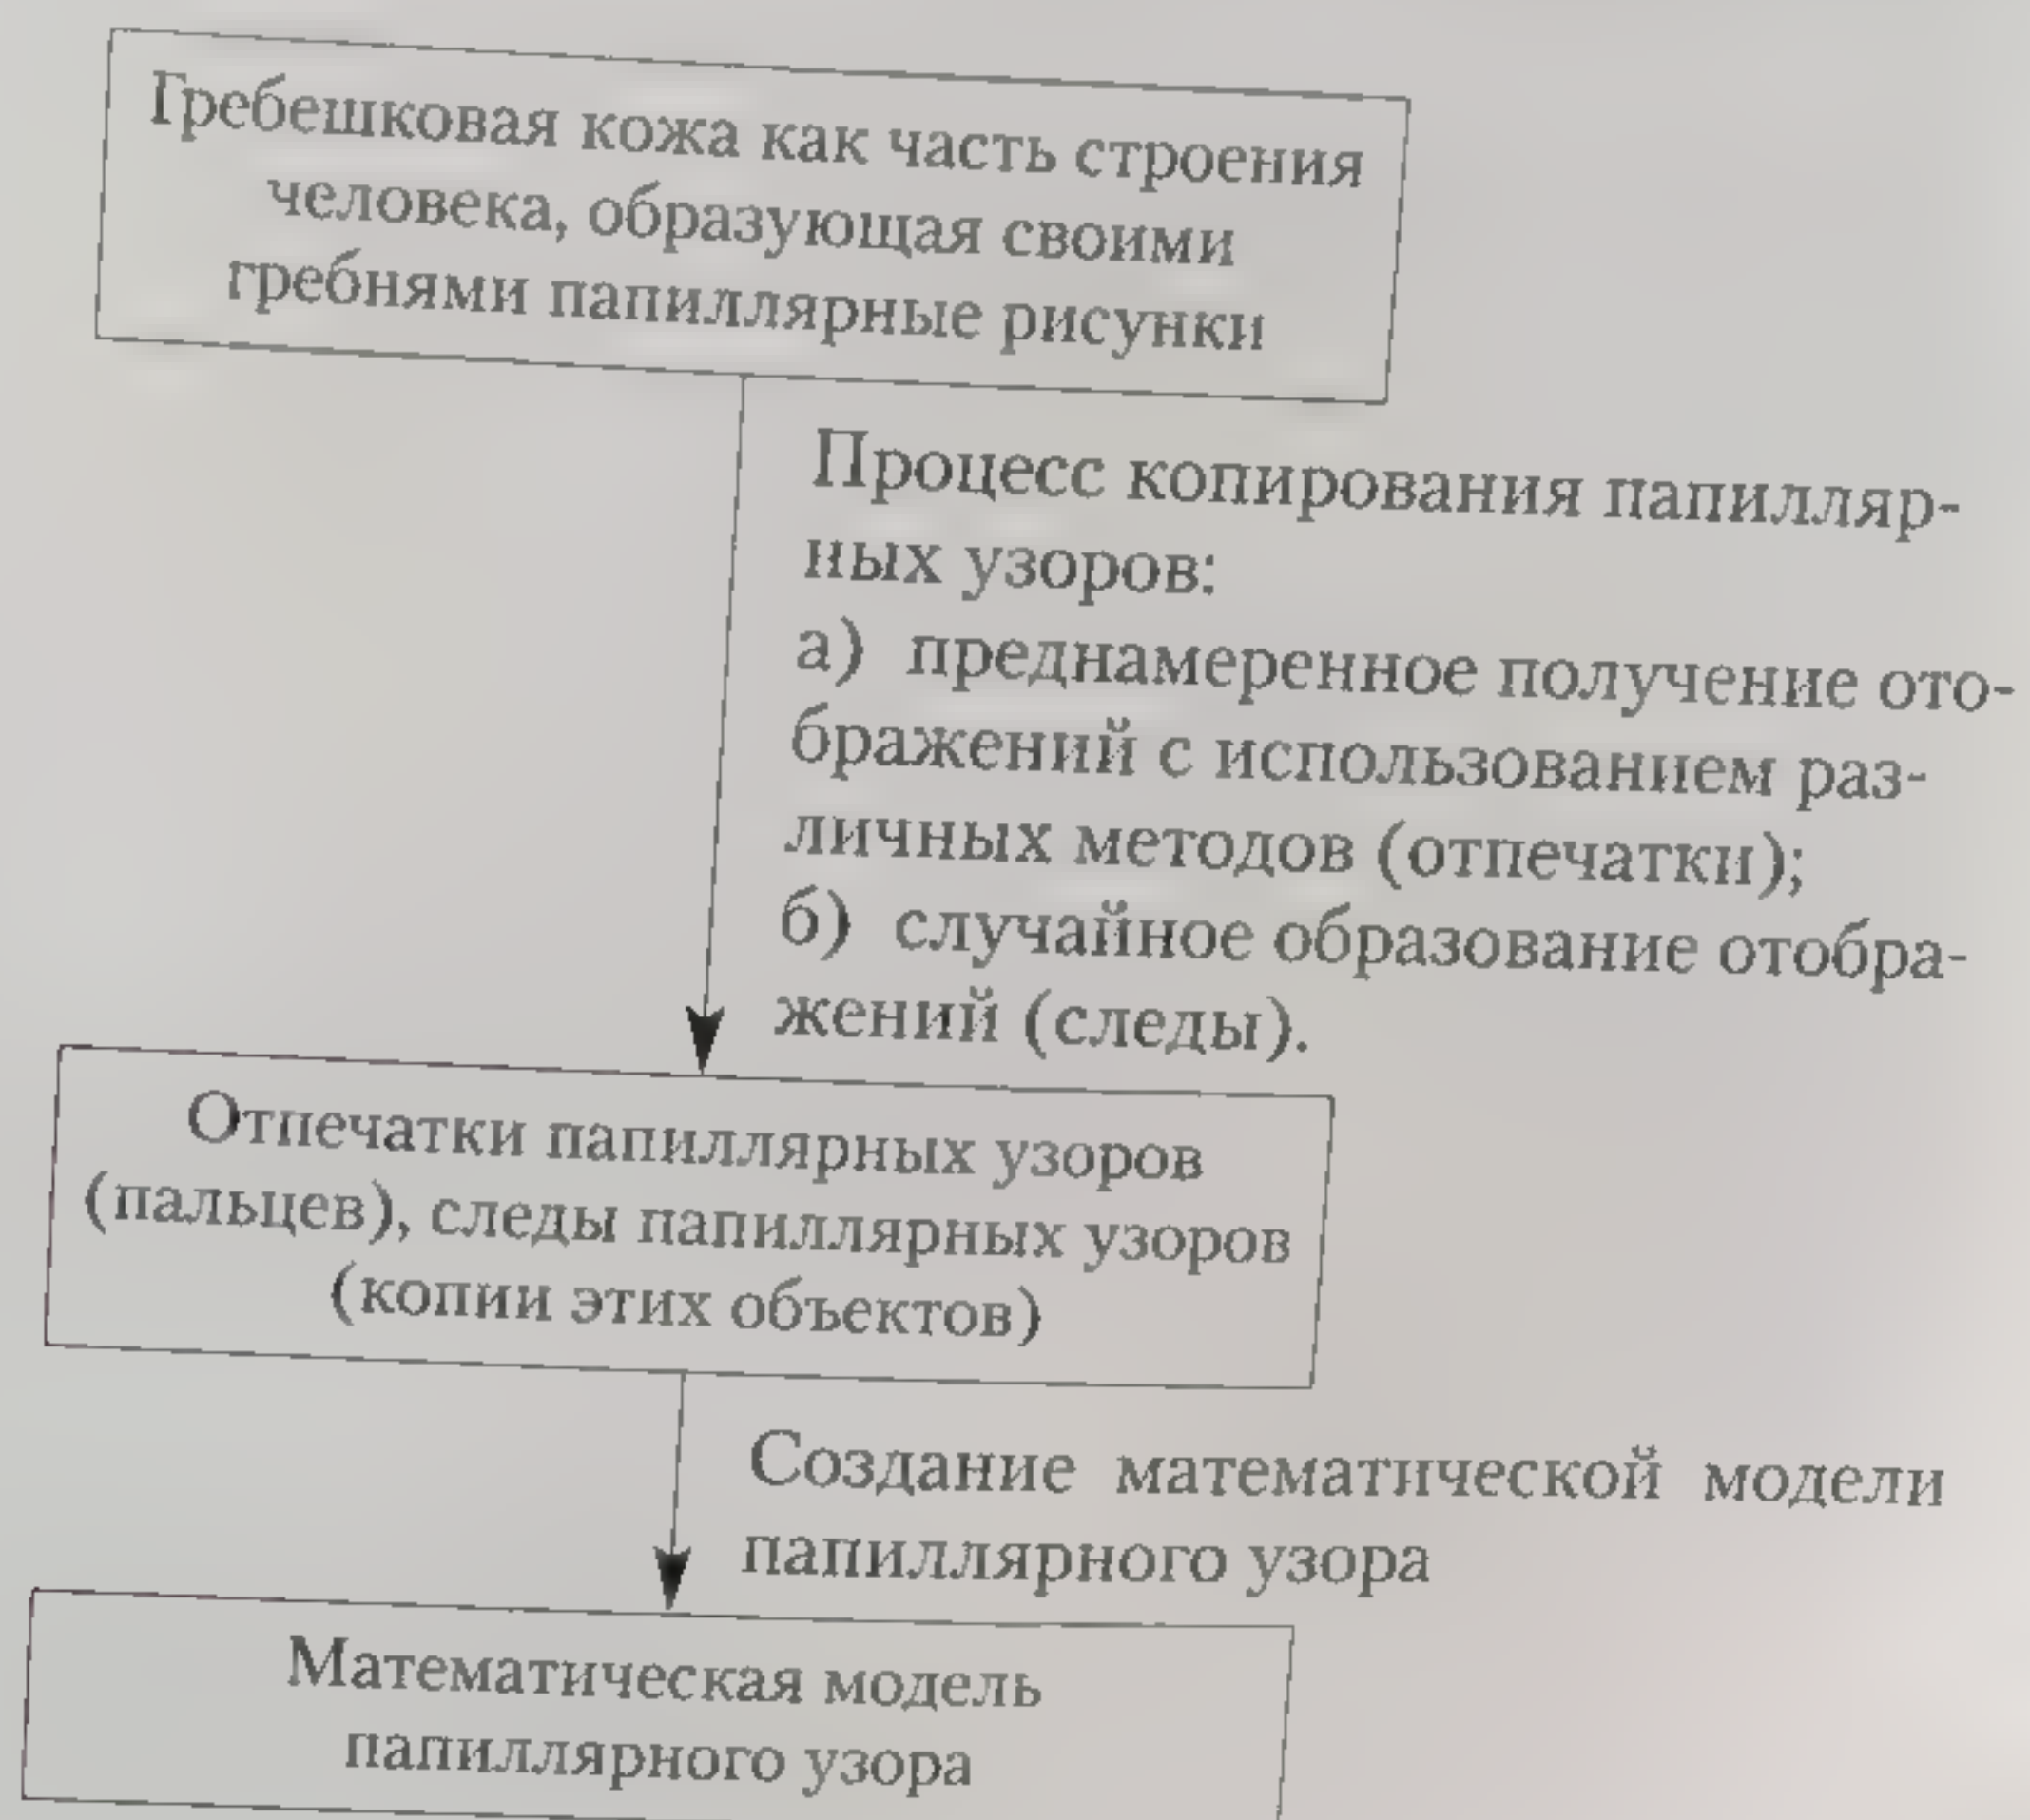 Гребешковая кожа как часть строения
человека, образующая своими
гребнями папиллярные рисунки
Процесс копирования папилляр-
ных узоров:
а) преднамеренное получение ото-
бражений с использованием раз-
личных методов (отпечатки);
б) случайное образование отобра-
жений (следы).
Отпечатки папиллярных узоров
(пальцев), следы папиллярных узоров
(копии этих объектов)
Создание математической модели
папиллярного узора
Математическая модель
папиллярного узора